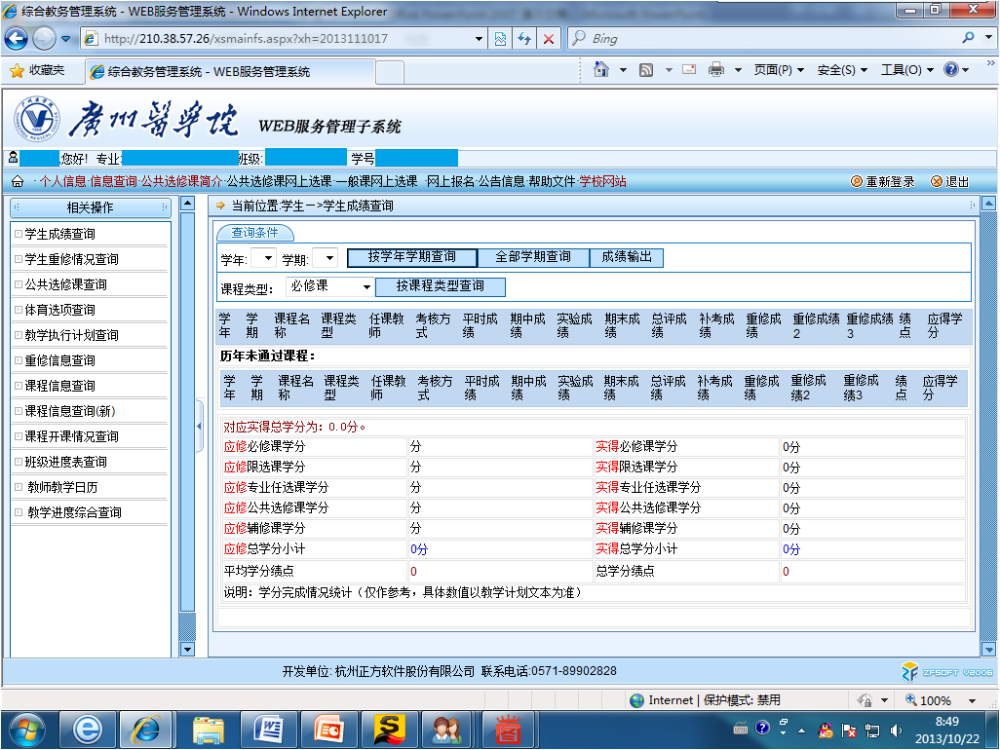 综合教务管理系统 - WEB服务管理系统 - Windows Internet Explorer
http://210.38.57.26/xsmainfs.aspx?xh=2013111017
Bing
收藏夹 综合教务管理系统 - WEB服务管理系统 页面(P) 安全(S) 工具(O) »
廣州醫學院 WEB服务管理子系统
,您好! 专业: 班级: 学号
·个人信息·信息查询·公共选修课简介·公共选修课网上选课·一般课网上选课 ·网上报名·公告信息·帮助文件·学校网站 重新登录 退出
相关操作
学生成绩查询
学生重修情况查询
公共选修课查询
体育选项查询
教学执行计划查询
重修信息查询
课程信息查询
课程信息查询(新)
课程开课情况查询
班级进度表查询
教师教学日历
教学进度综合查询
当前位置:学生－>学生成绩查询
查询条件
学年: 学期: 按学年学期查询 全部学期查询 成绩输出
课程类型: 必修课 按课程类型查询
学年 学期 课程名称 课程类型 任课教师 考核方式 平时成绩 期中成绩 实验成绩 期末成绩 总评成绩 补考成绩 重修成绩 重修成绩2 重修成绩3 绩点 应得学分
历年未通过课程：
学年 学期 课程名称 课程类型 任课教师 考核方式 平时成绩 期中成绩 实验成绩 期末成绩 总评成绩 补考成绩 重修成绩 重修成绩2 重修成绩3 绩点 应得学分
对应实得总学分为：0.0分。
应修必修课学分 分 实得必修课学分 0分
应修限选课学分 分 实得限选课学分 0分
应修专业任选课学分 分 实得专业任选课学分 0分
应修公共选修课学分 分 实得公共选修课学分 0分
应修辅修课学分 分 实得辅修课学分 0分
应修总学分小计 0分 实得总学分小计 0分
平均学分绩点 0 总学分绩点 0
说明：学分完成情况统计（仅作参考，具体数值以教学计划文本为准）
开发单位: 杭州正方软件股份有限公司 联系电话:0571-89902828 ZFSOFT V2006
Internet | 保护模式: 禁用 100%
8:49
2013/10/22